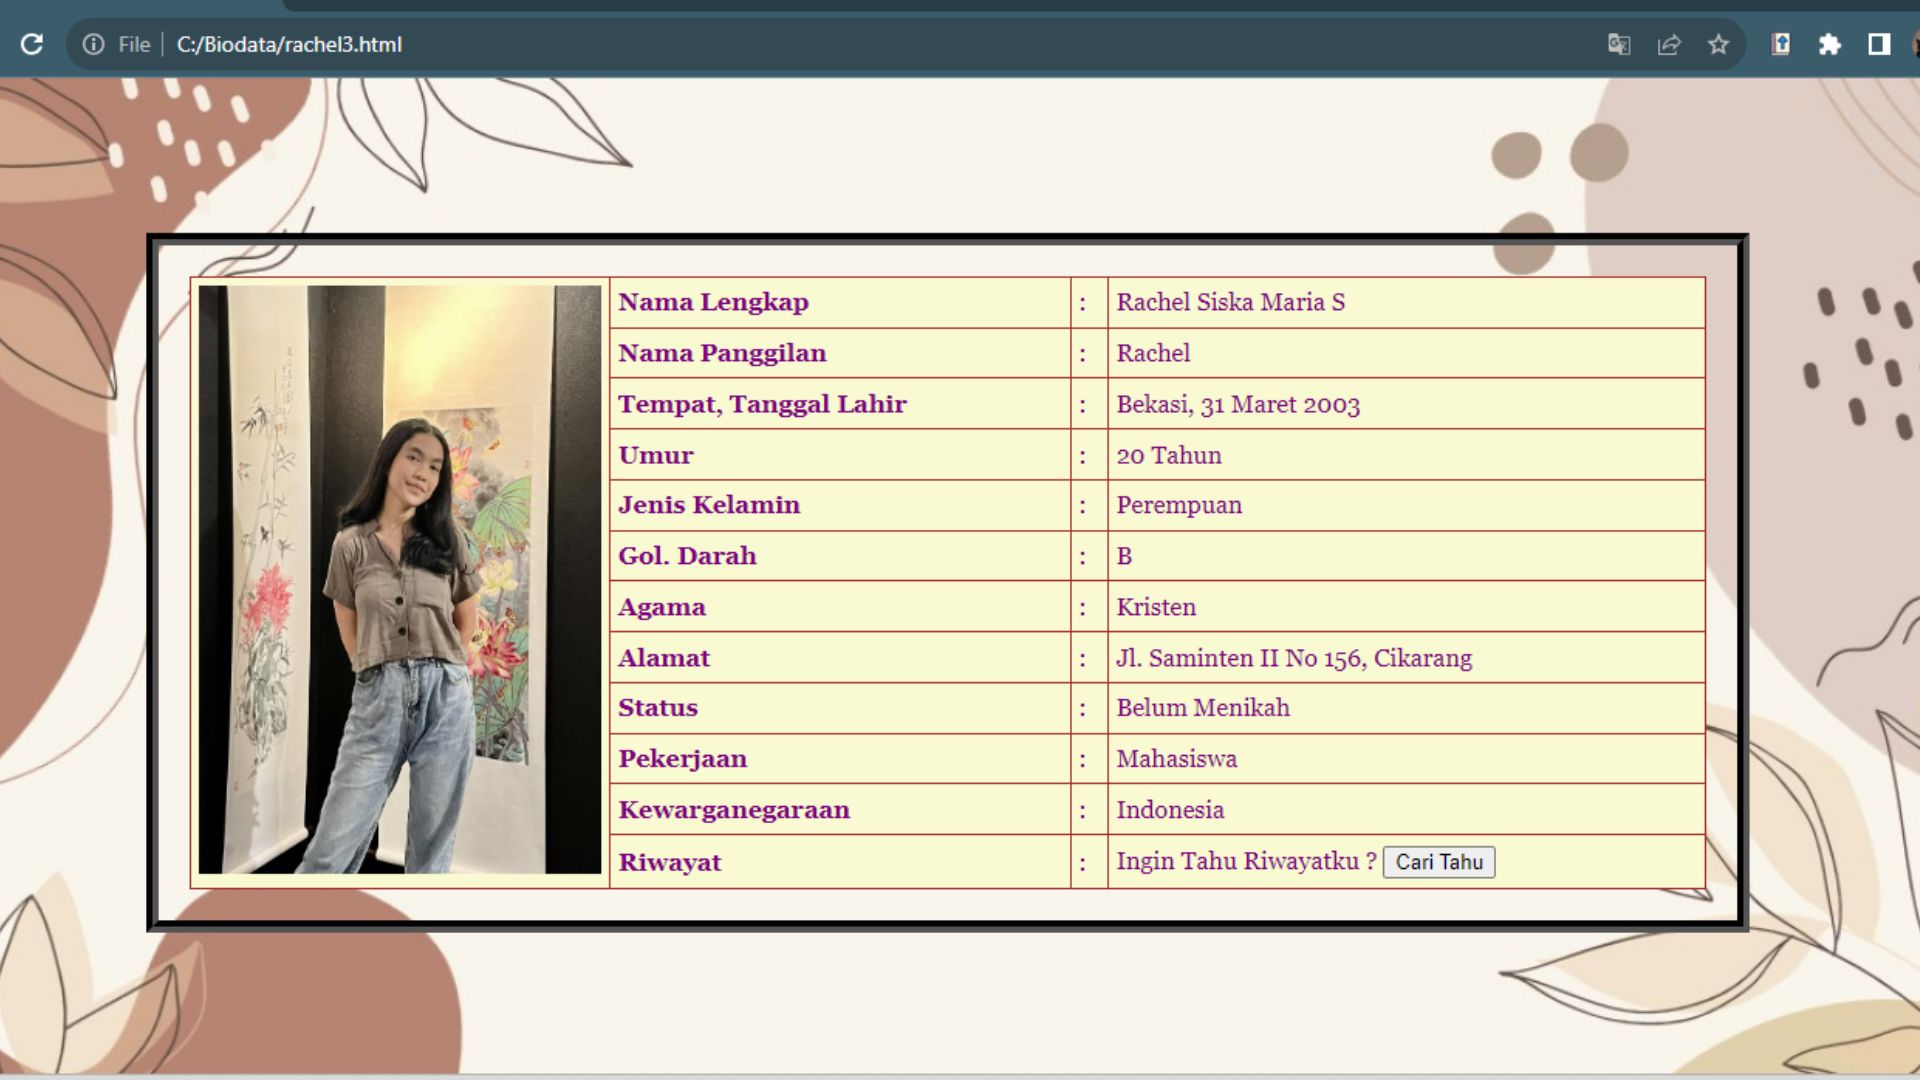 File C:/Biodata/rachel3.html
Nama Lengkap : Rachel Siska Maria S
Nama Panggilan : Rachel
Tempat, Tanggal Lahir : Bekasi, 31 Maret 2003
Umur : 20 Tahun
Jenis Kelamin : Perempuan
Gol. Darah : B
Agama : Kristen
Alamat : Jl. Saminten II No 156, Cikarang
Status : Belum Menikah
Pekerjaan : Mahasiswa
Kewarganegaraan : Indonesia
Riwayat : Ingin Tahu Riwayatku ? Cari Tahu